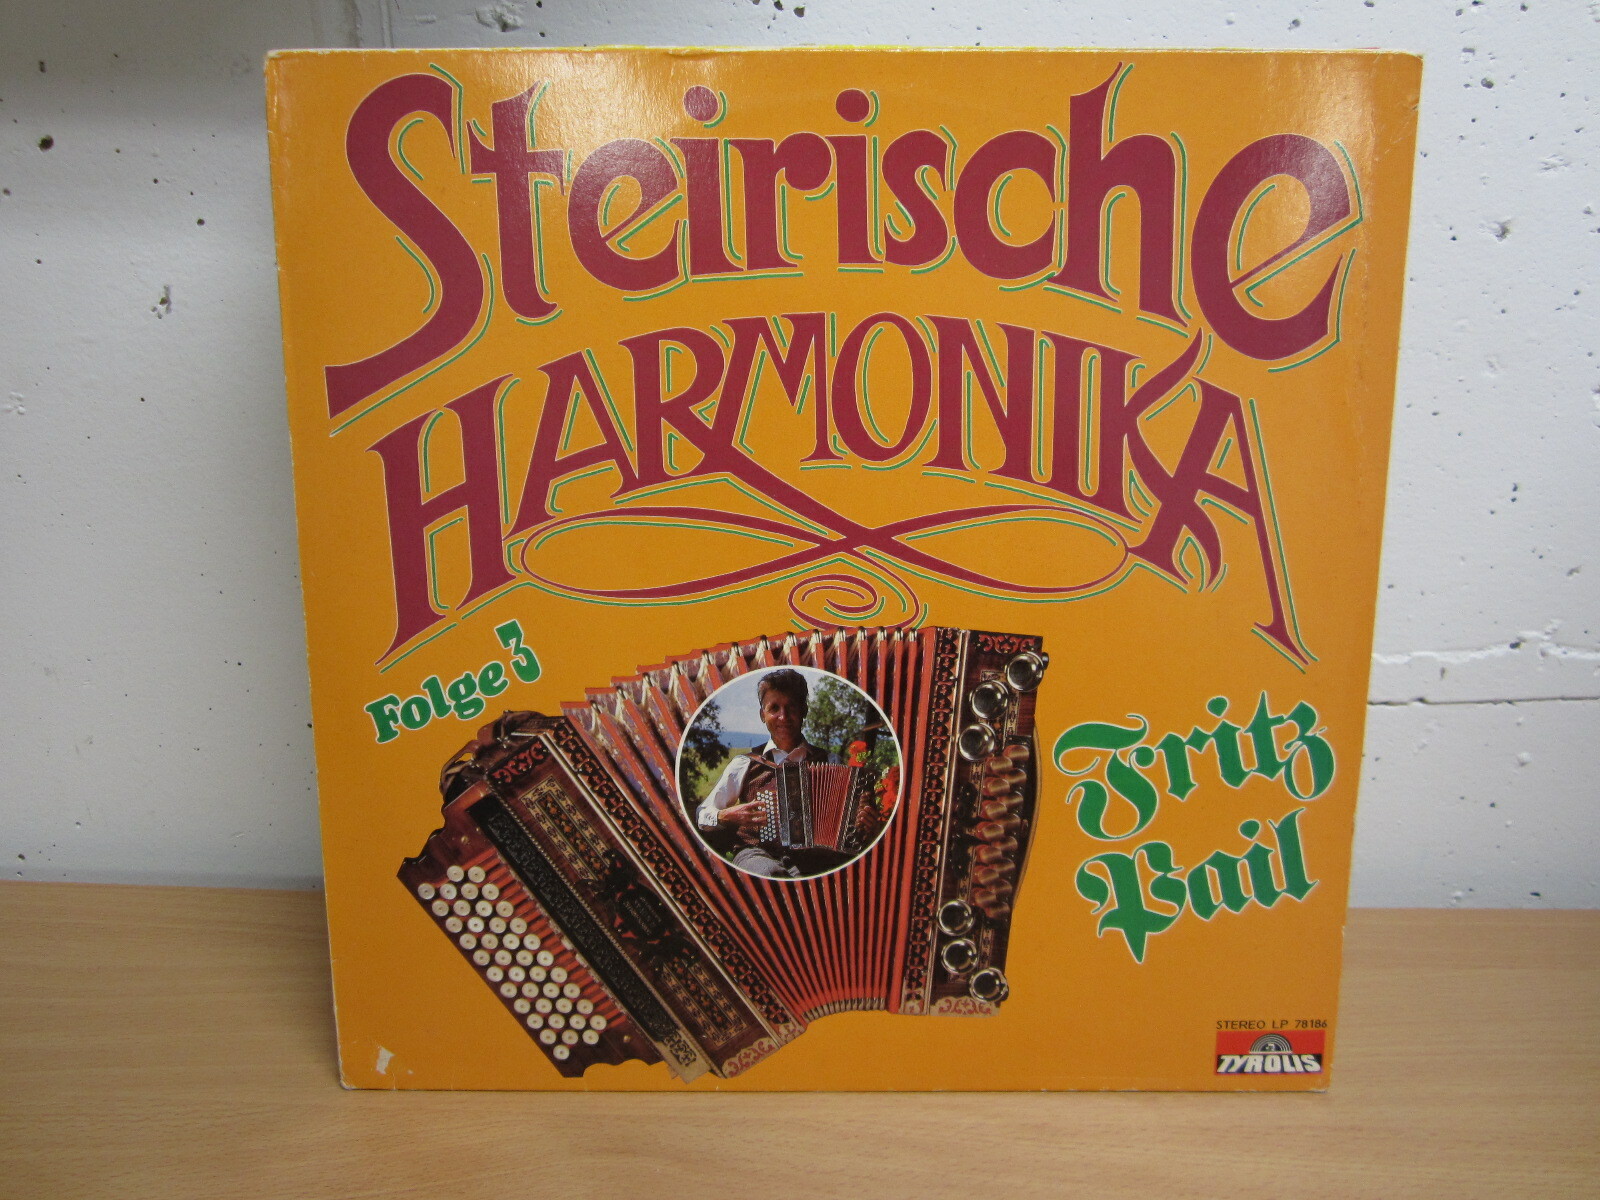 Steirische
HARMONIKA
Folge 3
Fritz
Pail
STEREO LP 78186
TYROLIS